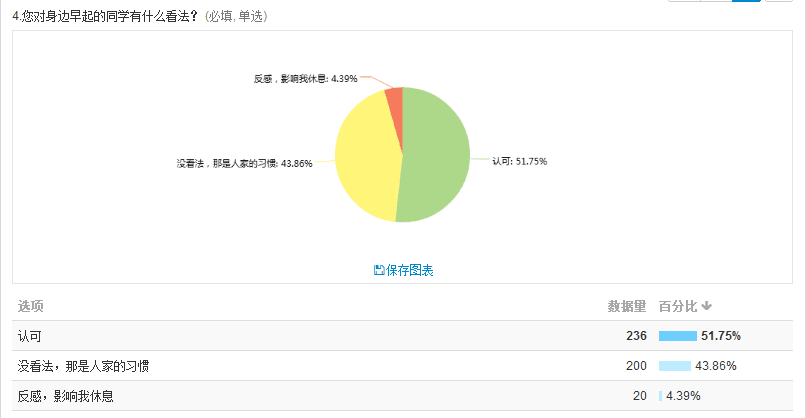 4.您对身边早起的同学有什么看法？ (必填, 单选)
反感，影响我休息: 4.39%
没看法，那是人家的习惯: 43.86%
认可: 51.75%
保存图表
选项 数据量 百分比
认可 236 51.75%
没看法，那是人家的习惯 200 43.86%
反感，影响我休息 20 4.39%